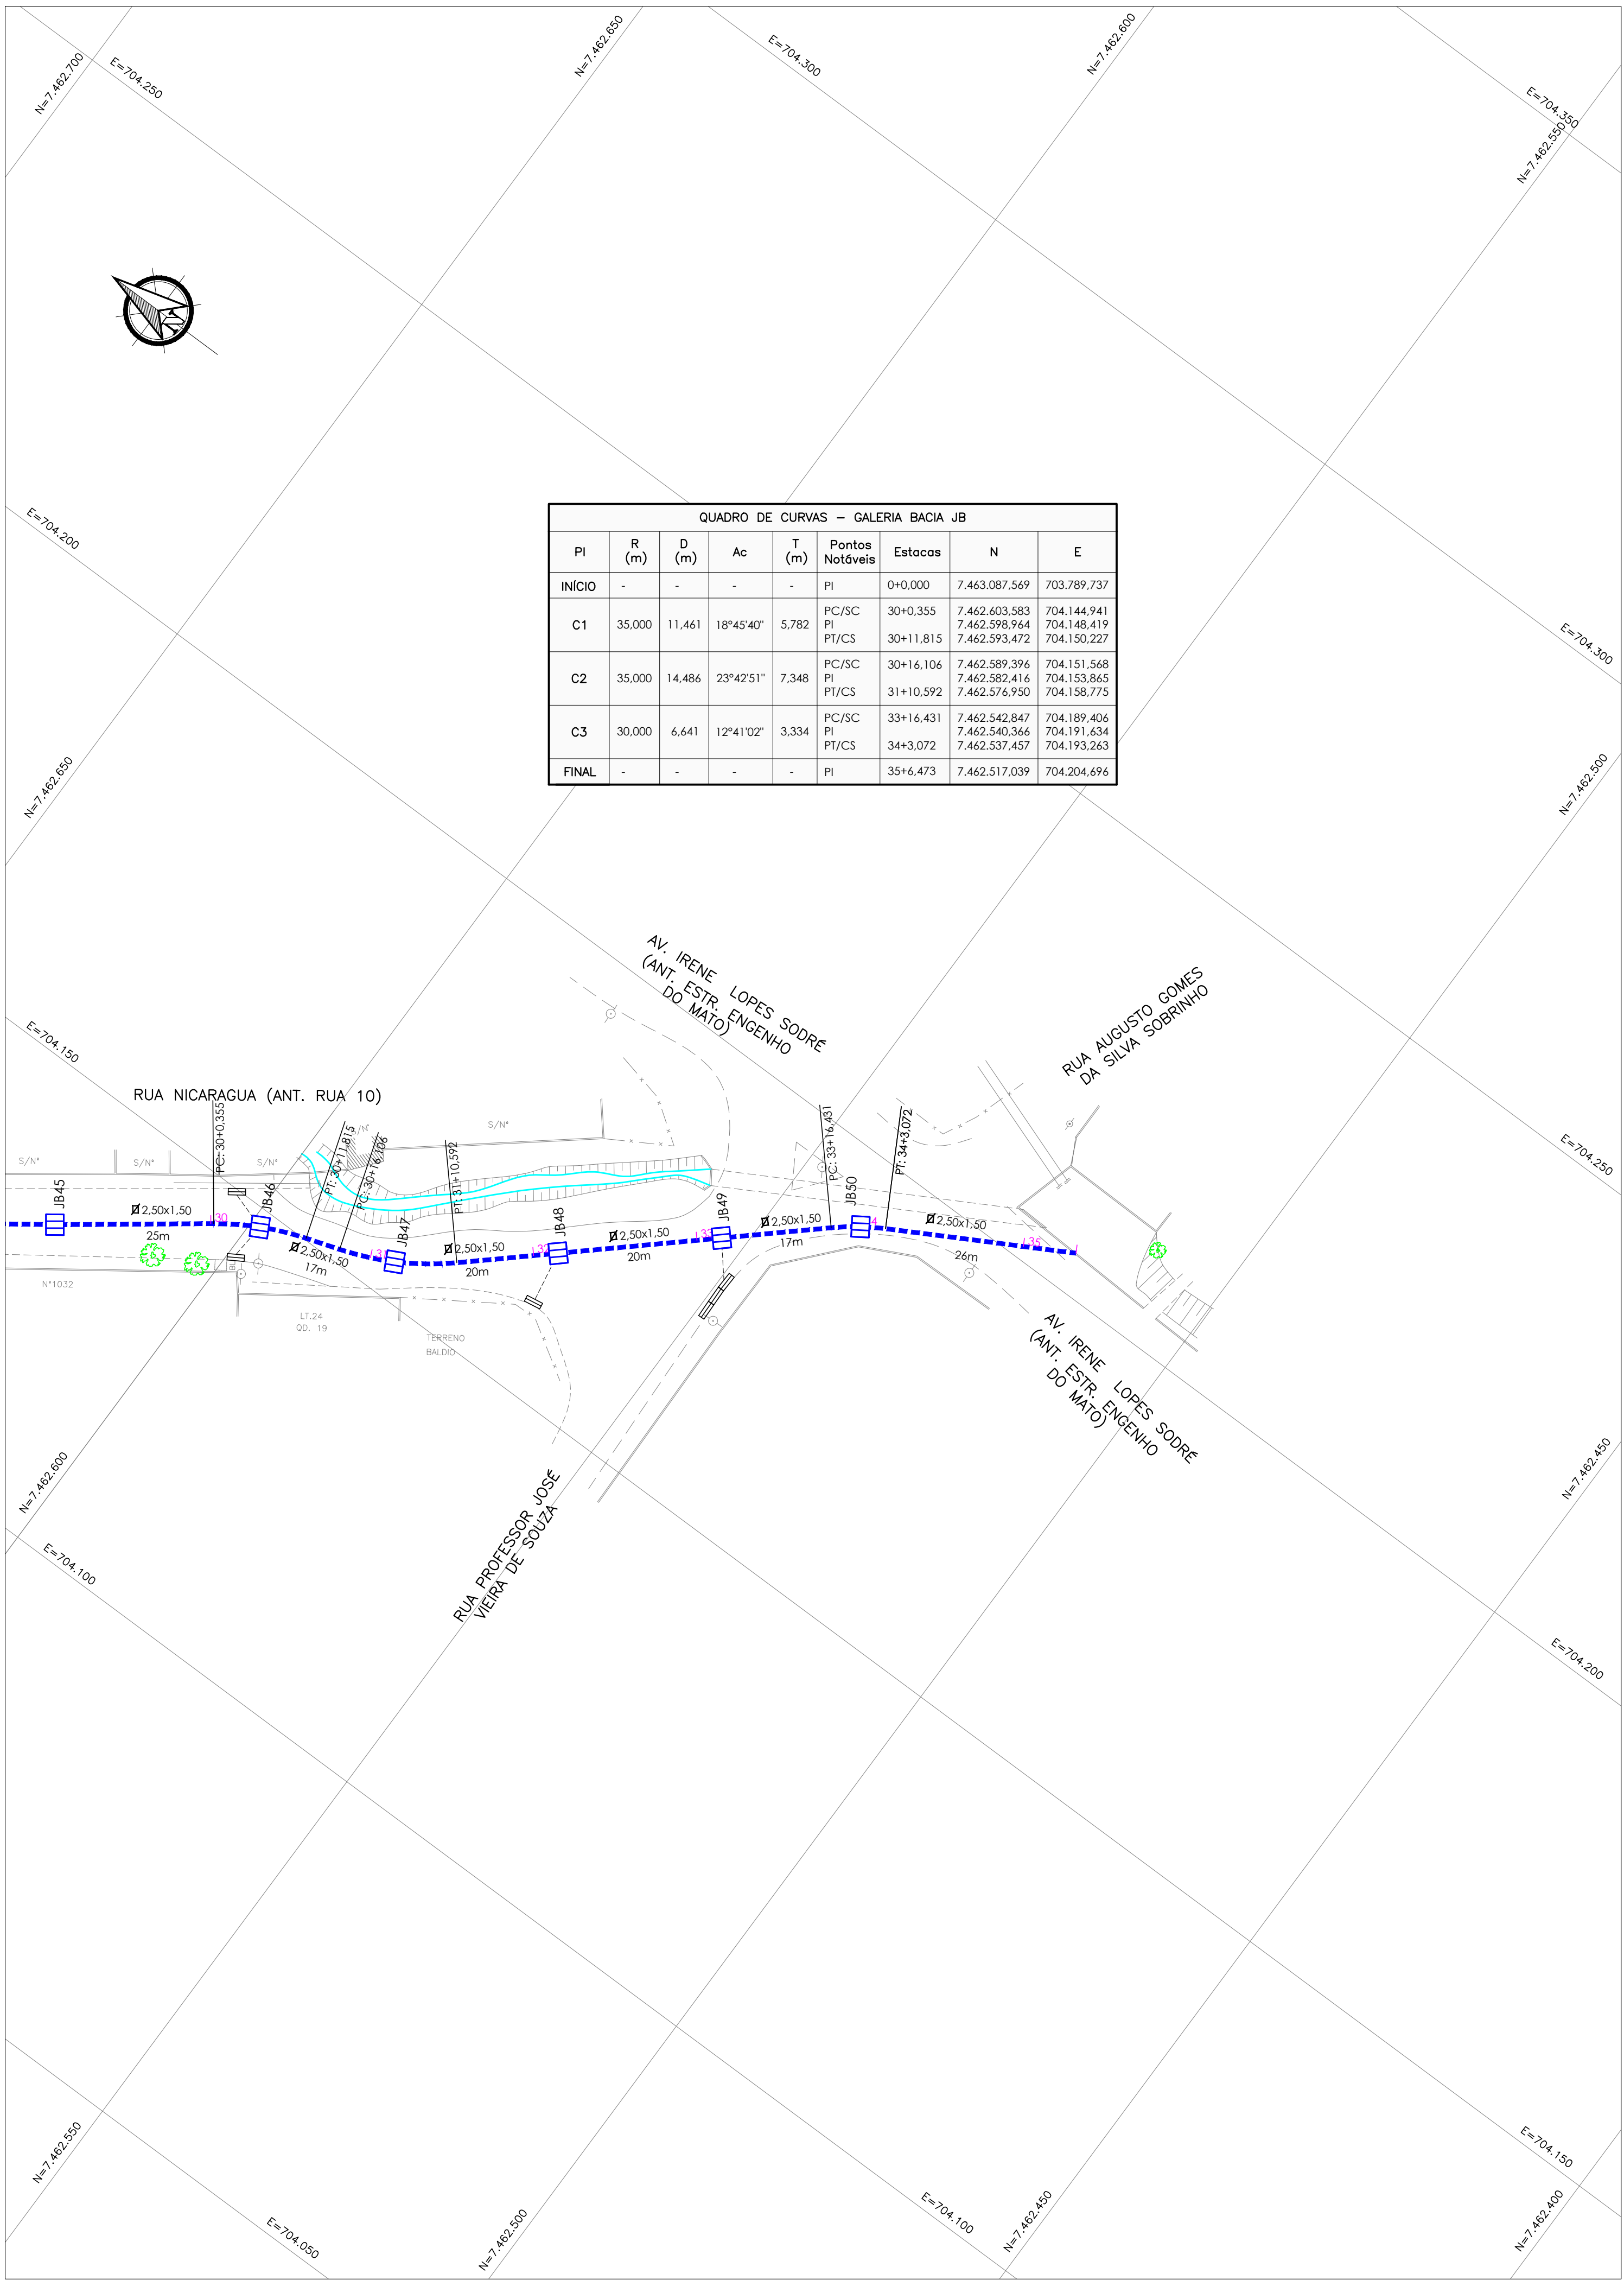 N=7.462.700
E=704.250
N=7.462.650
E=704.300
N=7.462.600
E=704.350
N=7.462.550
E=704.200
QUADRO DE CURVAS – GALERIA BACIA JB
PI R (m) D (m) Ac T (m) Pontos Notáveis Estacas N E
INÍCIO - - - - PI 0+0,000 7.463.087,569 703.789,737
PC/SC 30+0,355 7.462.603,583 704.144,941
C1 35,000 11,461 18°45'40" 5,782 PI 7.462.598,964 704.148,419
PT/CS 30+11,815 7.462.593,472 704.150,227
PC/SC 30+16,106 7.462.589,396 704.151,568
C2 35,000 14,486 23°42'51" 7,348 PI 7.462.582,416 704.153,865
PT/CS 31+10,592 7.462.576,950 704.158,775
PC/SC 33+16,431 7.462.542,847 704.189,406
C3 30,000 6,641 12°41'02" 3,334 PI 7.462.540,366 704.191,634
PT/CS 34+3,072 7.462.537,457 704.193,263
FINAL - - - - PI 35+6,473 7.462.517,039 704.204,696
E=704.300
N=7.462.650
N=7.462.500
AV. IRENE LOPES SODRÉ
(ANT. ESTR. ENGENHO
DO MATO)
RUA AUGUSTO GOMES
DA SILVA SOBRINHO
E=704.150
RUA NICARAGUA (ANT. RUA 10)
E=704.250
S/N°
S/N°
S/N°
S/N°
S/N°
PC: 30+0,355
PT: 30+11,815
PC: 30+16,106
PT: 31+10,592
PC: 33+16,431
PT: 34+3,072
JB45
JB46
JB47
JB48
JB49
JB50
2,50x1,50
25m
2,50x1,50
17m
2,50x1,50
20m
2,50x1,50
20m
2,50x1,50
17m
2,50x1,50
26m
30
31
32
33
4
35
N°1032
LT.24
QD. 19
TERRENO
BALDIO
AV. IRENE LOPES SODRÉ
(ANT. ESTR. ENGENHO
DO MATO)
RUA PROFESSOR JOSÉ
VIEIRA DE SOUZA
N=7.462.600
N=7.462.450
E=704.100
E=704.200
N=7.462.550
E=704.050
N=7.462.500
E=704.100
N=7.462.450
E=704.150
N=7.462.400